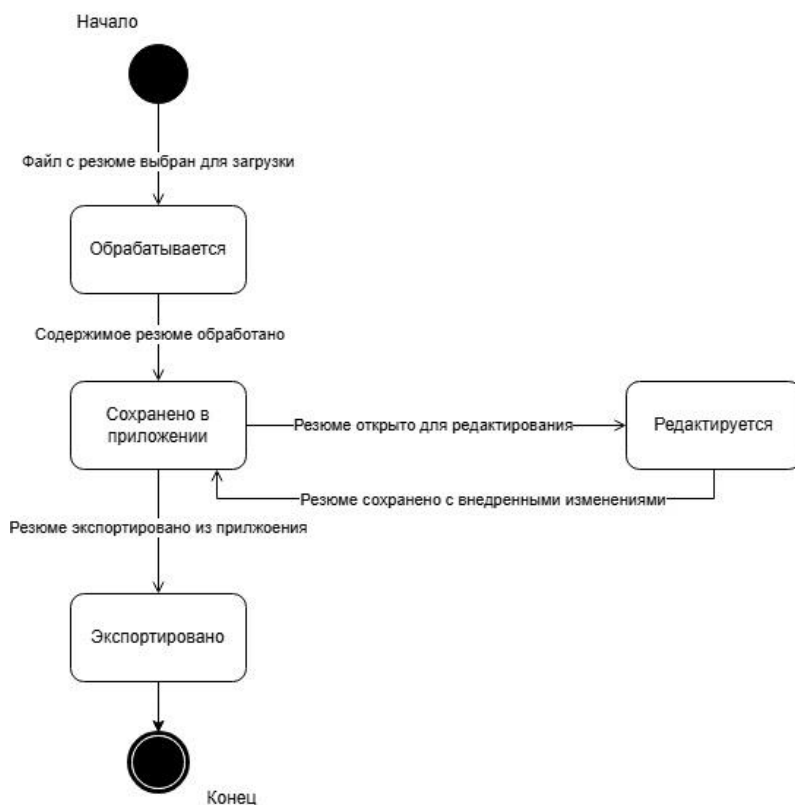 Начало
Файл с резюме выбран для загрузки
Обрабатывается
Содержимое резюме обработано
Сохранено в
приложении
Резюме открыто для редактирования
Редактируется
Резюме сохранено с внедренными изменениями
Резюме экспортировано из прилжоения
Экспортировано
Конец